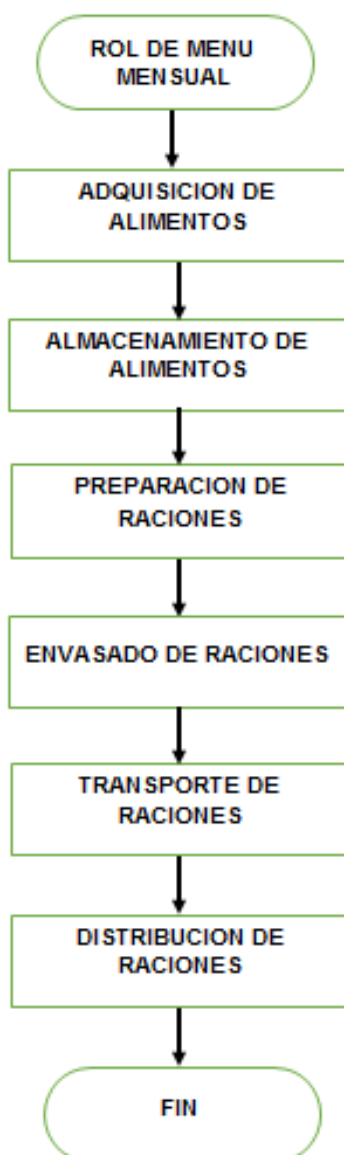 ROL DE MENU
MENSUAL
ADQUISICION DE
ALIMENTOS
ALMACENAMIENTO DE
ALIMENTOS
PREPARACION DE
RACIONES
ENVASADO DE RACIONES
TRANSPORTE DE
RACIONES
DISTRIBUCION DE
RACIONES
FIN